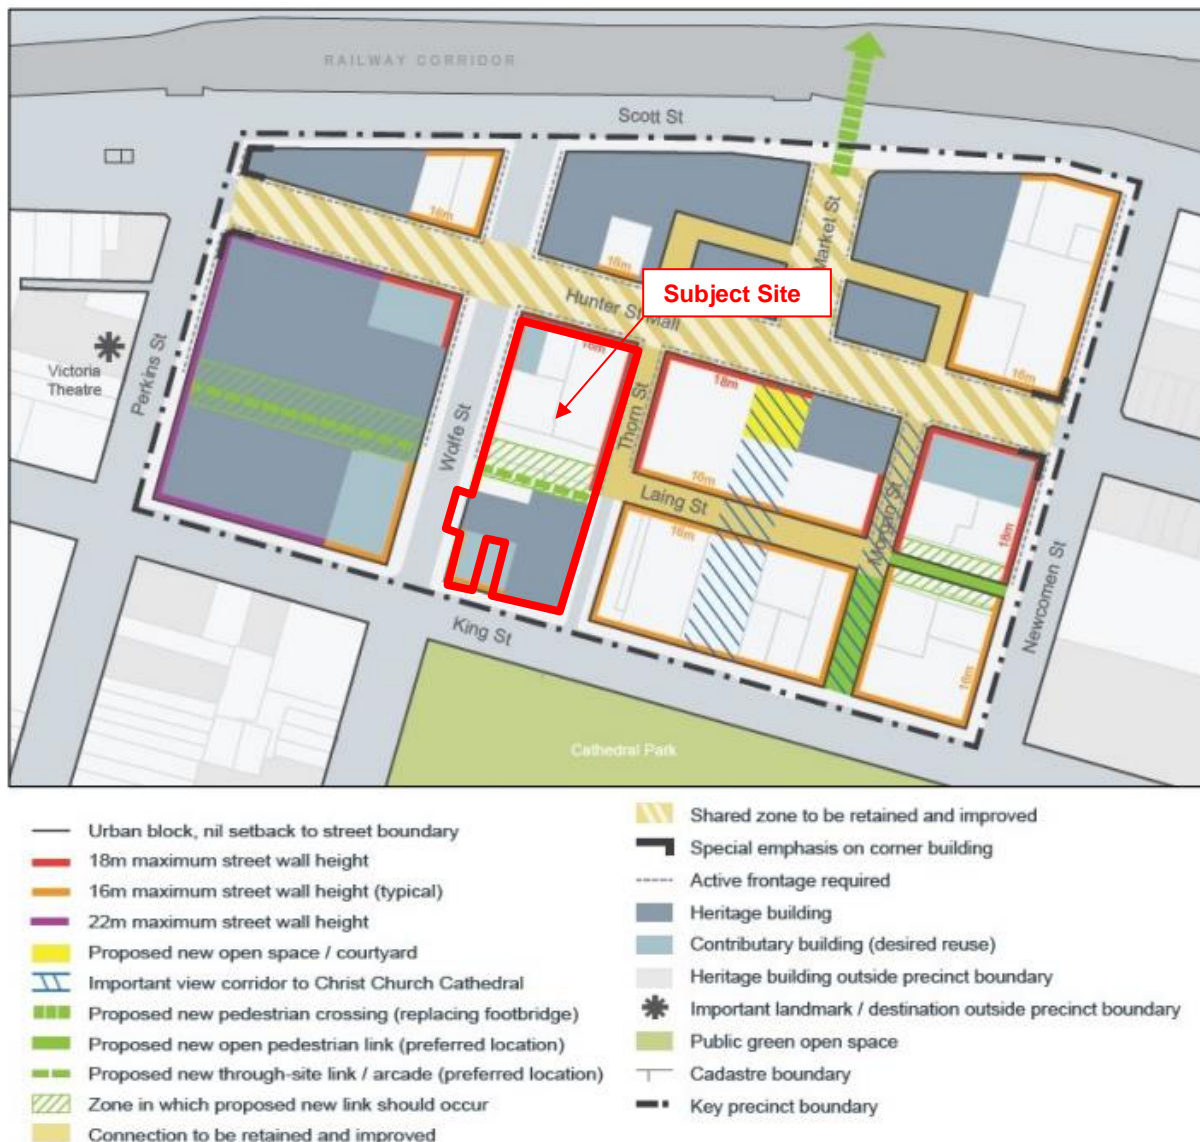 RAILWAY CORRIDOR
Scott St
Market St
16m
16m
Subject Site
Hunter St Mall
Victoria
Theatre
Perkins St
Wolfe St
18m
Thorn St
18m
16m
16m
Laing St
Morgan St
18m
16m
Newcomen St
16m
King St
Cathedral Park
Urban block, nil setback to street boundary
18m maximum street wall height
16m maximum street wall height (typical)
22m maximum street wall height
Proposed new open space / courtyard
Important view corridor to Christ Church Cathedral
Proposed new pedestrian crossing (replacing footbridge)
Proposed new open pedestrian link (preferred location)
Proposed new through-site link / arcade (preferred location)
Zone in which proposed new link should occur
Connection to be retained and improved
Shared zone to be retained and improved
Special emphasis on corner building
Active frontage required
Heritage building
Contributary building (desired reuse)
Heritage building outside precinct boundary
Important landmark / destination outside precinct boundary
Public green open space
Cadastre boundary
Key precinct boundary